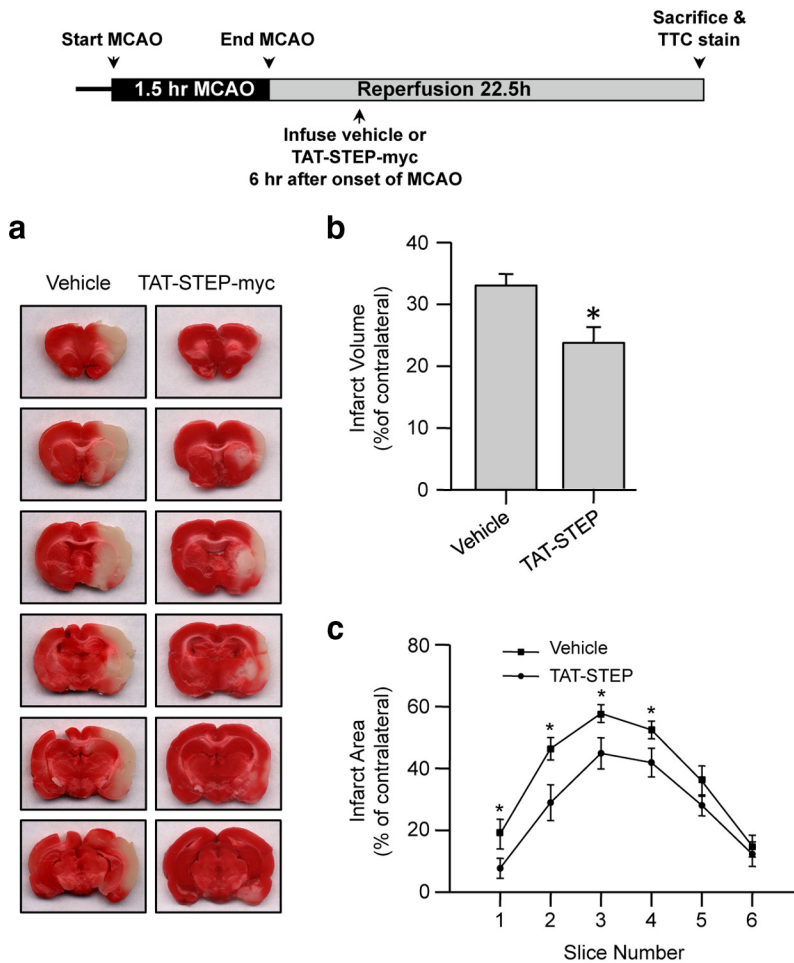 Start MCAO
End MCAO
Sacrifice &
TTC stain
1.5 hr MCAO
Reperfusion 22.5h
Infuse vehicle or
TAT-STEP-myc
6 hr after onset of MCAO
a
Vehicle
TAT-STEP-myc
b
Infarct Volume
(%of contralateral)
40
30
20
10
0
*
Vehicle
TAT-STEP
c
Infarct Area
(% of contralateral)
80
60
40
20
0
Vehicle
TAT-STEP
*
*
*
*
1
2
3
4
5
6
Slice Number